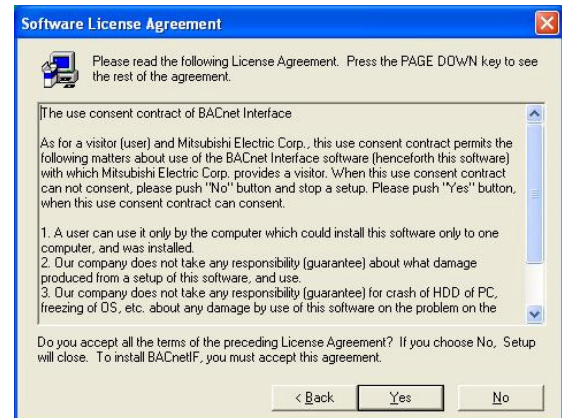 Software License Agreement
Please read the following License Agreement. Press the PAGE DOWN key to see
the rest of the agreement.
The use consent contract of BACnet Interface
As for a visitor (user) and Mitsubishi Electric Corp., this use consent contract permits the
following matters about use of the BACnet Interface software (henceforth this software)
with which Mitsubishi Electric Corp. provides a visitor. When this use consent contract
can not consent, please push "No" button and stop a setup. Please push "Yes" button,
when this use consent contract can consent.
1. A user can use it only by the computer which could install this software only to one
computer, and was installed.
2. Our company does not take any responsibility (guarantee) about what damage
produced from a setup of this software, and use.
3. Our company does not take any responsibility (guarantee) for crash of HDD of PC,
freezing of OS, etc. about any damage by use of this software on the problem on the
Do you accept all the terms of the preceding License Agreement? If you choose No, Setup
will close. To install BACnetIF, you must accept this agreement.
< Back Yes No